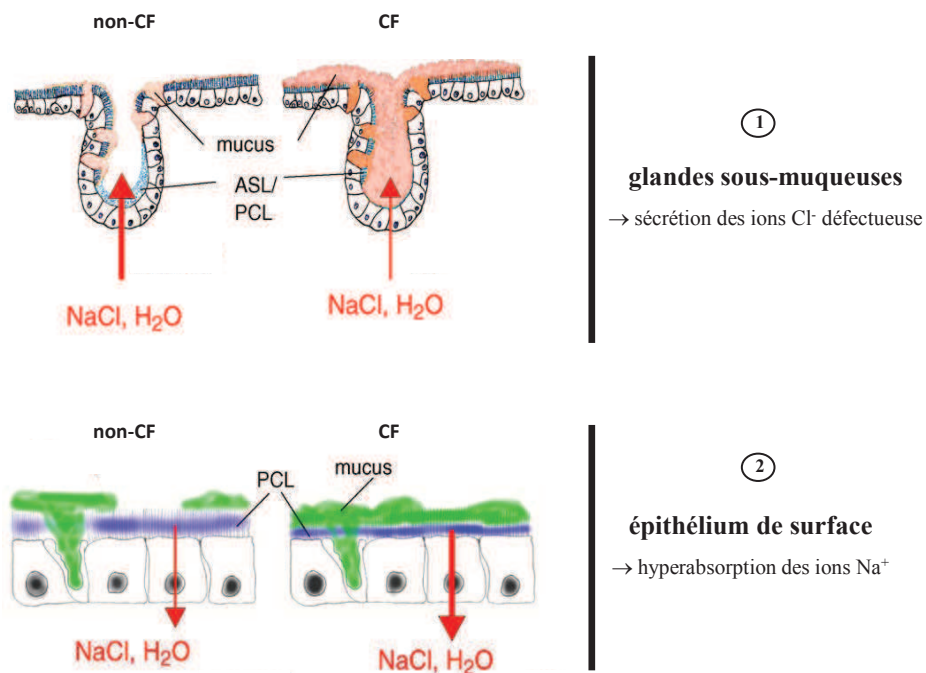 non-CF
CF
mucus
ASL/
PCL
NaCl, H₂O
NaCl, H₂O
①
glandes sous-muqueuses
→ sécrétion des ions Cl⁻ défectueuse
non-CF
CF
PCL
mucus
NaCl, H₂O
NaCl, H₂O
②
épithélium de surface
→ hyperabsorption des ions Na⁺